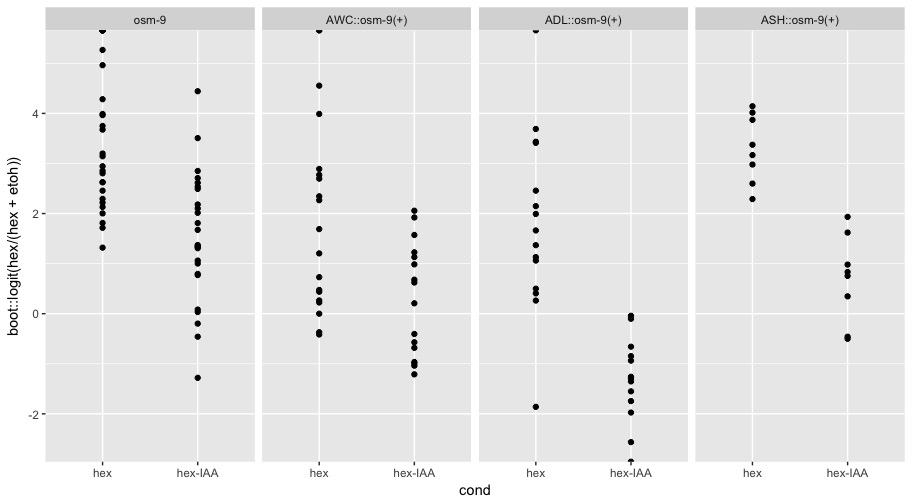 osm-9 AWC::osm-9(+) ADL::osm-9(+) ASH::osm-9(+)
boot::logit(hex/(hex + etoh))
4
2
0
-2
hex hex-IAA hex hex-IAA hex hex-IAA hex hex-IAA
cond